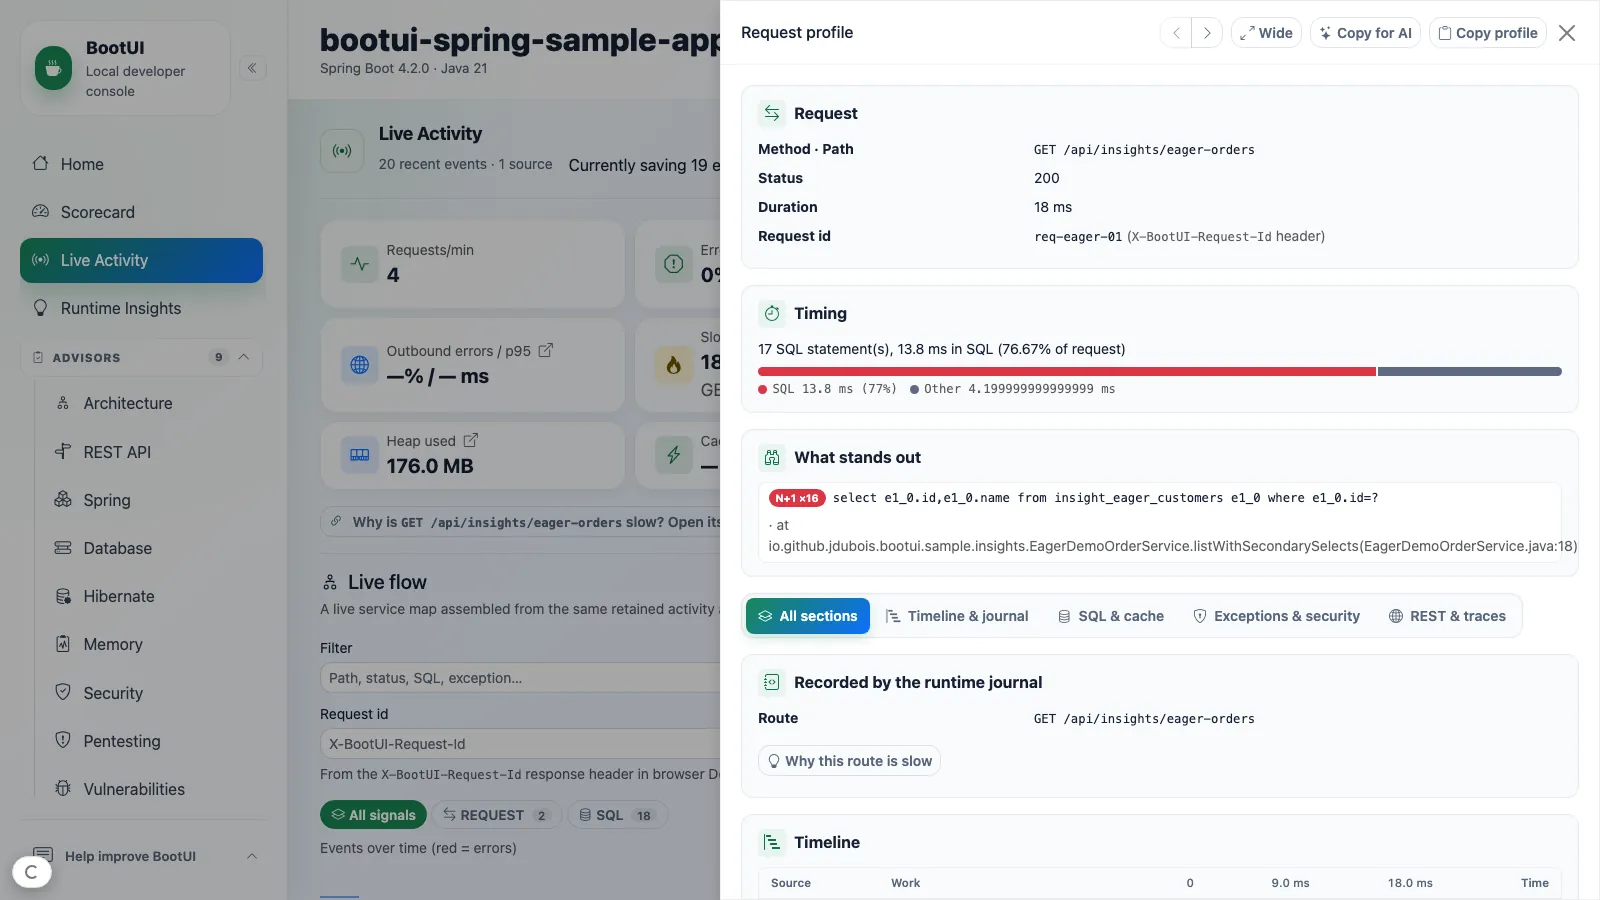 BootUI
Local developer
console
Home
Scorecard
Live Activity
Runtime Insights
ADVISORS 9
Architecture
REST API
Spring
Database
Hibernate
Memory
Security
Pentesting
Vulnerabilities
Help improve BootUI
C
bootui-spring-sample-app
Spring Boot 4.2.0 · Java 21
Live Activity
20 recent events · 1 source Currently saving 19 e
Requests/min
4
Err
0%
Outbound errors / p95
—% / — ms
Slo
18
GE
Heap used
176.0 MB
Cac
—
Why is GET /api/insights/eager-orders slow? Open its
Live flow
A live service map assembled from the same retained activity a
Filter
Path, status, SQL, exception...
Request id
X-BootUI-Request-Id
From the X-BootUI-Request-Id response header in browser D
All signals REQUEST 2 SQL 18
Events over time (red = errors)
Request profile
Wide Copy for AI Copy profile
Request
Method · Path GET /api/insights/eager-orders
Status 200
Duration 18 ms
Request id req-eager-01 (X-BootUI-Request-Id header)
Timing
17 SQL statement(s), 13.8 ms in SQL (76.67% of request)
SQL 13.8 ms (77%) Other 4.199999999999999 ms
What stands out
N+1 ×16 select e1_0.id,e1_0.name from insight_eager_customers e1_0 where e1_0.id=?
· at
io.github.jdubois.bootui.sample.insights.EagerDemoOrderService.listWithSecondarySelects(EagerDemoOrderService.java:18)
All sections Timeline & journal SQL & cache Exceptions & security REST & traces
Recorded by the runtime journal
Route GET /api/insights/eager-orders
Why this route is slow
Timeline
Source Work 0 9.0 ms 18.0 ms Time